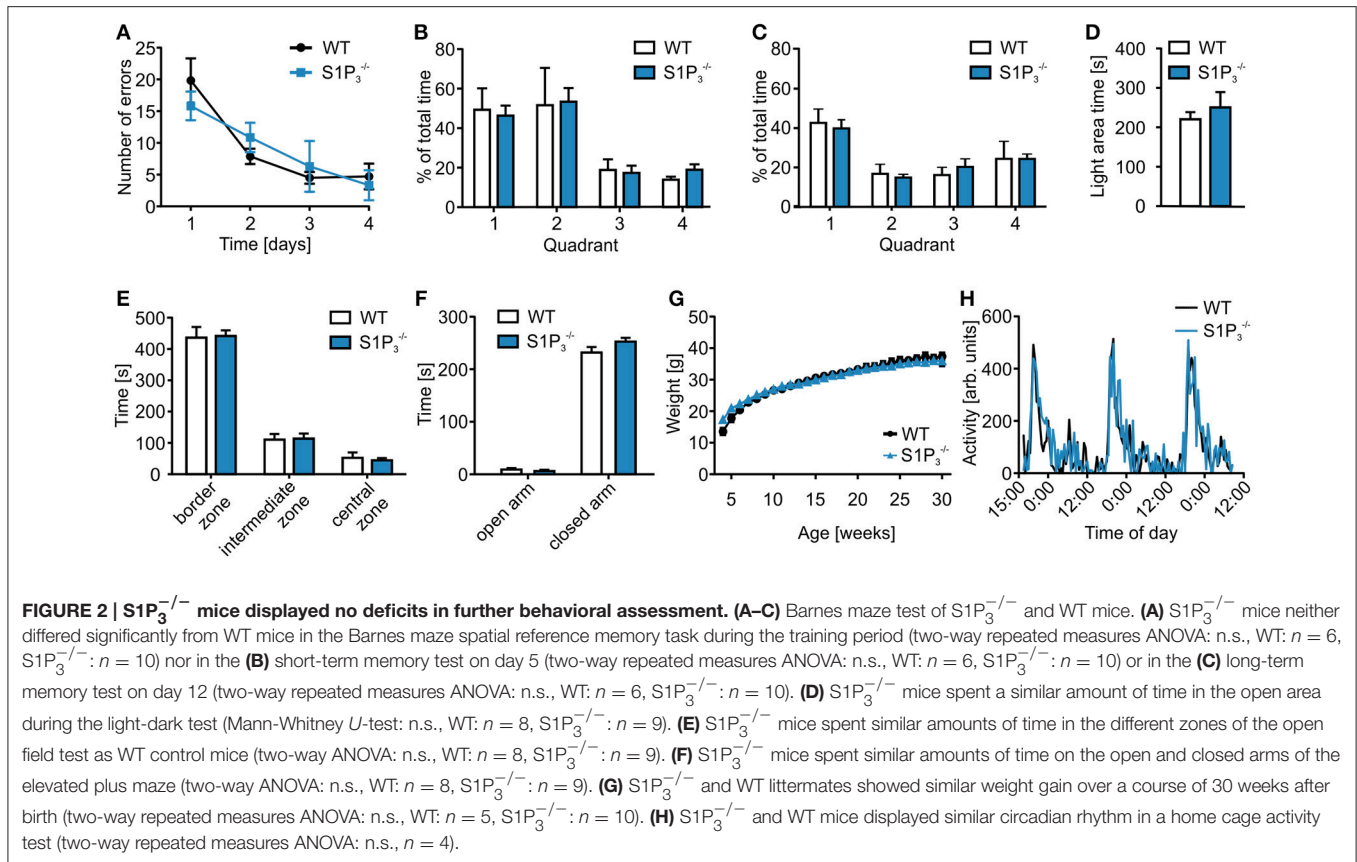 A
WT
S1P3-/-
Number of errors
25
20
15
10
5
0
1 2 3 4
Time [days]
B
WT
S1P3-/-
% of total time
80
60
40
20
0
1 2 3 4
Quadrant
C
WT
S1P3-/-
% of total time
80
60
40
20
0
1 2 3 4
Quadrant
D
WT
S1P3-/-
Light area time [s]
400
300
200
100
0
E
WT
S1P3-/-
Time [s]
500
400
300
200
100
0
border zone
intermediate zone
central zone
F
WT
S1P3-/-
Time [s]
300
200
100
0
open arm
closed arm
G
Weight [g]
50
40
30
20
10
0
WT
S1P3-/-
5 10 15 20 25 30
Age [weeks]
H
WT
S1P3-/-
Activity [arb. units]
600
400
200
0
15:00 0:00 12:00 0:00 12:00 0:00 12:00
Time of day
FIGURE 2 | S1P3−/− mice displayed no deficits in further behavioral assessment. (A–C) Barnes maze test of S1P3−/− and WT mice. (A) S1P3−/− mice neither
differed significantly from WT mice in the Barnes maze spatial reference memory task during the training period (two-way repeated measures ANOVA: n.s., WT: n = 6,
S1P3−/−: n = 10) nor in the (B) short-term memory test on day 5 (two-way repeated measures ANOVA: n.s., WT: n = 6, S1P3−/−: n = 10) or in the (C) long-term
memory test on day 12 (two-way repeated measures ANOVA: n.s., WT: n = 6, S1P3−/−: n = 10). (D) S1P3−/− mice spent a similar amount of time in the open area
during the light-dark test (Mann-Whitney U-test: n.s., WT: n = 8, S1P3−/−: n = 9). (E) S1P3−/− mice spent similar amounts of time in the different zones of the open
field test as WT control mice (two-way ANOVA: n.s., WT: n = 8, S1P3−/−: n = 9). (F) S1P3−/− mice spent similar amounts of time on the open and closed arms of the
elevated plus maze (two-way ANOVA: n.s., WT: n = 8, S1P3−/−: n = 9). (G) S1P3−/− and WT littermates showed similar weight gain over a course of 30 weeks after
birth (two-way repeated measures ANOVA: n.s., WT: n = 5, S1P3−/−: n = 10). (H) S1P3−/− and WT mice displayed similar circadian rhythm in a home cage activity
test (two-way repeated measures ANOVA: n.s., n = 4).